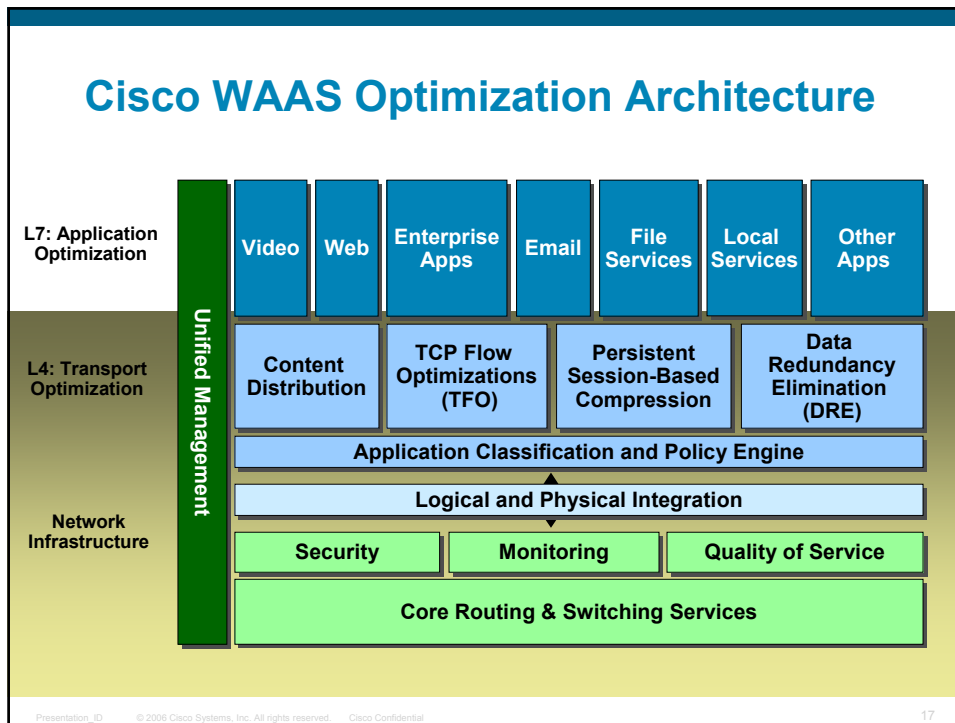 Cisco WAAS Optimization Architecture
L7: Application
Optimization
Video
Web
Enterprise
Apps
Email
File
Services
Local
Services
Other
Apps
Unified Management
L4: Transport
Optimization
Content
Distribution
TCP Flow
Optimizations
(TFO)
Persistent
Session-Based
Compression
Data
Redundancy
Elimination
(DRE)
Application Classification and Policy Engine
Logical and Physical Integration
Network
Infrastructure
Security
Monitoring
Quality of Service
Core Routing & Switching Services
Presentation_ID
© 2006 Cisco Systems, Inc. All rights reserved.
Cisco Confidential
17